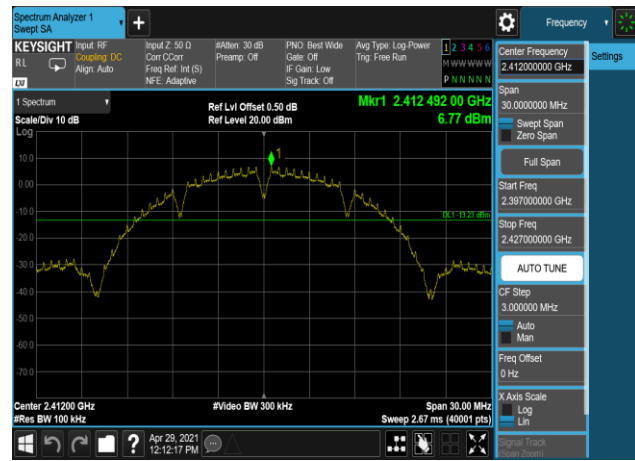 Spectrum Analyzer 1
Swept SA
Frequency
KEYSIGHT
RL
LXI
Input: RF
Coupling: DC
Align: Auto
Input Z: 50 Ω
Corr CCorr
Freq Ref: Int (S)
NFE: Adaptive
#Atten: 30 dB
Preamp: Off
PNO: Best Wide
Gate: Off
IF Gain: Low
Sig Track: Off
Avg Type: Log-Power
Trig: Free Run
1 2 3 4 5 6
M W W W W W
P N N N N N
Center Frequency
2.412000000 GHz
Settings
Span
30.0000000 MHz
Swept Span
Zero Span
Full Span
Start Freq
2.397000000 GHz
Stop Freq
2.427000000 GHz
AUTO TUNE
CF Step
3.000000 MHz
Auto
Man
Freq Offset
0 Hz
X Axis Scale
Log
Lin
Signal Track
(Span Zoom)
1 Spectrum
Scale/Div 10 dB
Ref Lvl Offset 0.50 dB
Ref Level 20.00 dBm
Mkr1 2.412 492 00 GHz
6.77 dBm
Log
1
10.0
0.00
-10.0
DL1 -13.23 dBm
-20.0
-30.0
-40.0
-50.0
-60.0
-70.0
Center 2.41200 GHz
#Video BW 300 kHz
Span 30.00 MHz
#Res BW 100 kHz
Sweep 2.67 ms (40001 pts)
?
Apr 29, 2021
12:12:17 PM